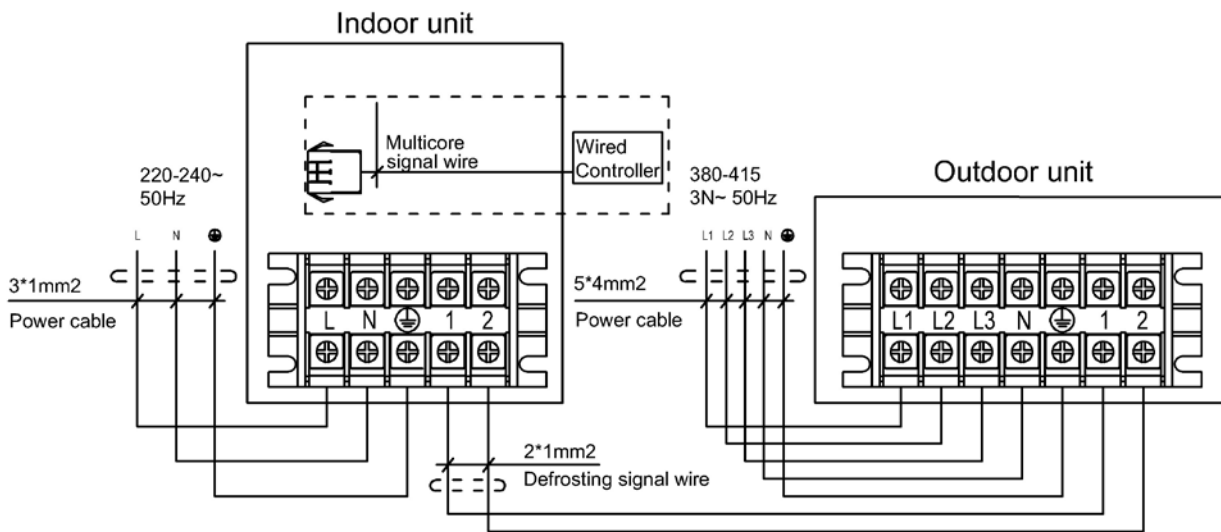 Indoor unit
Multicore
signal wire
Wired
Controller
220-240~
50Hz
L N
3*1mm2
Power cable
L N 1 2
380-415
3N~ 50Hz
L1 L2 L3 N
5*4mm2
Power cable
Outdoor unit
L1 L2 L3 N 1 2
2*1mm2
Defrosting signal wire